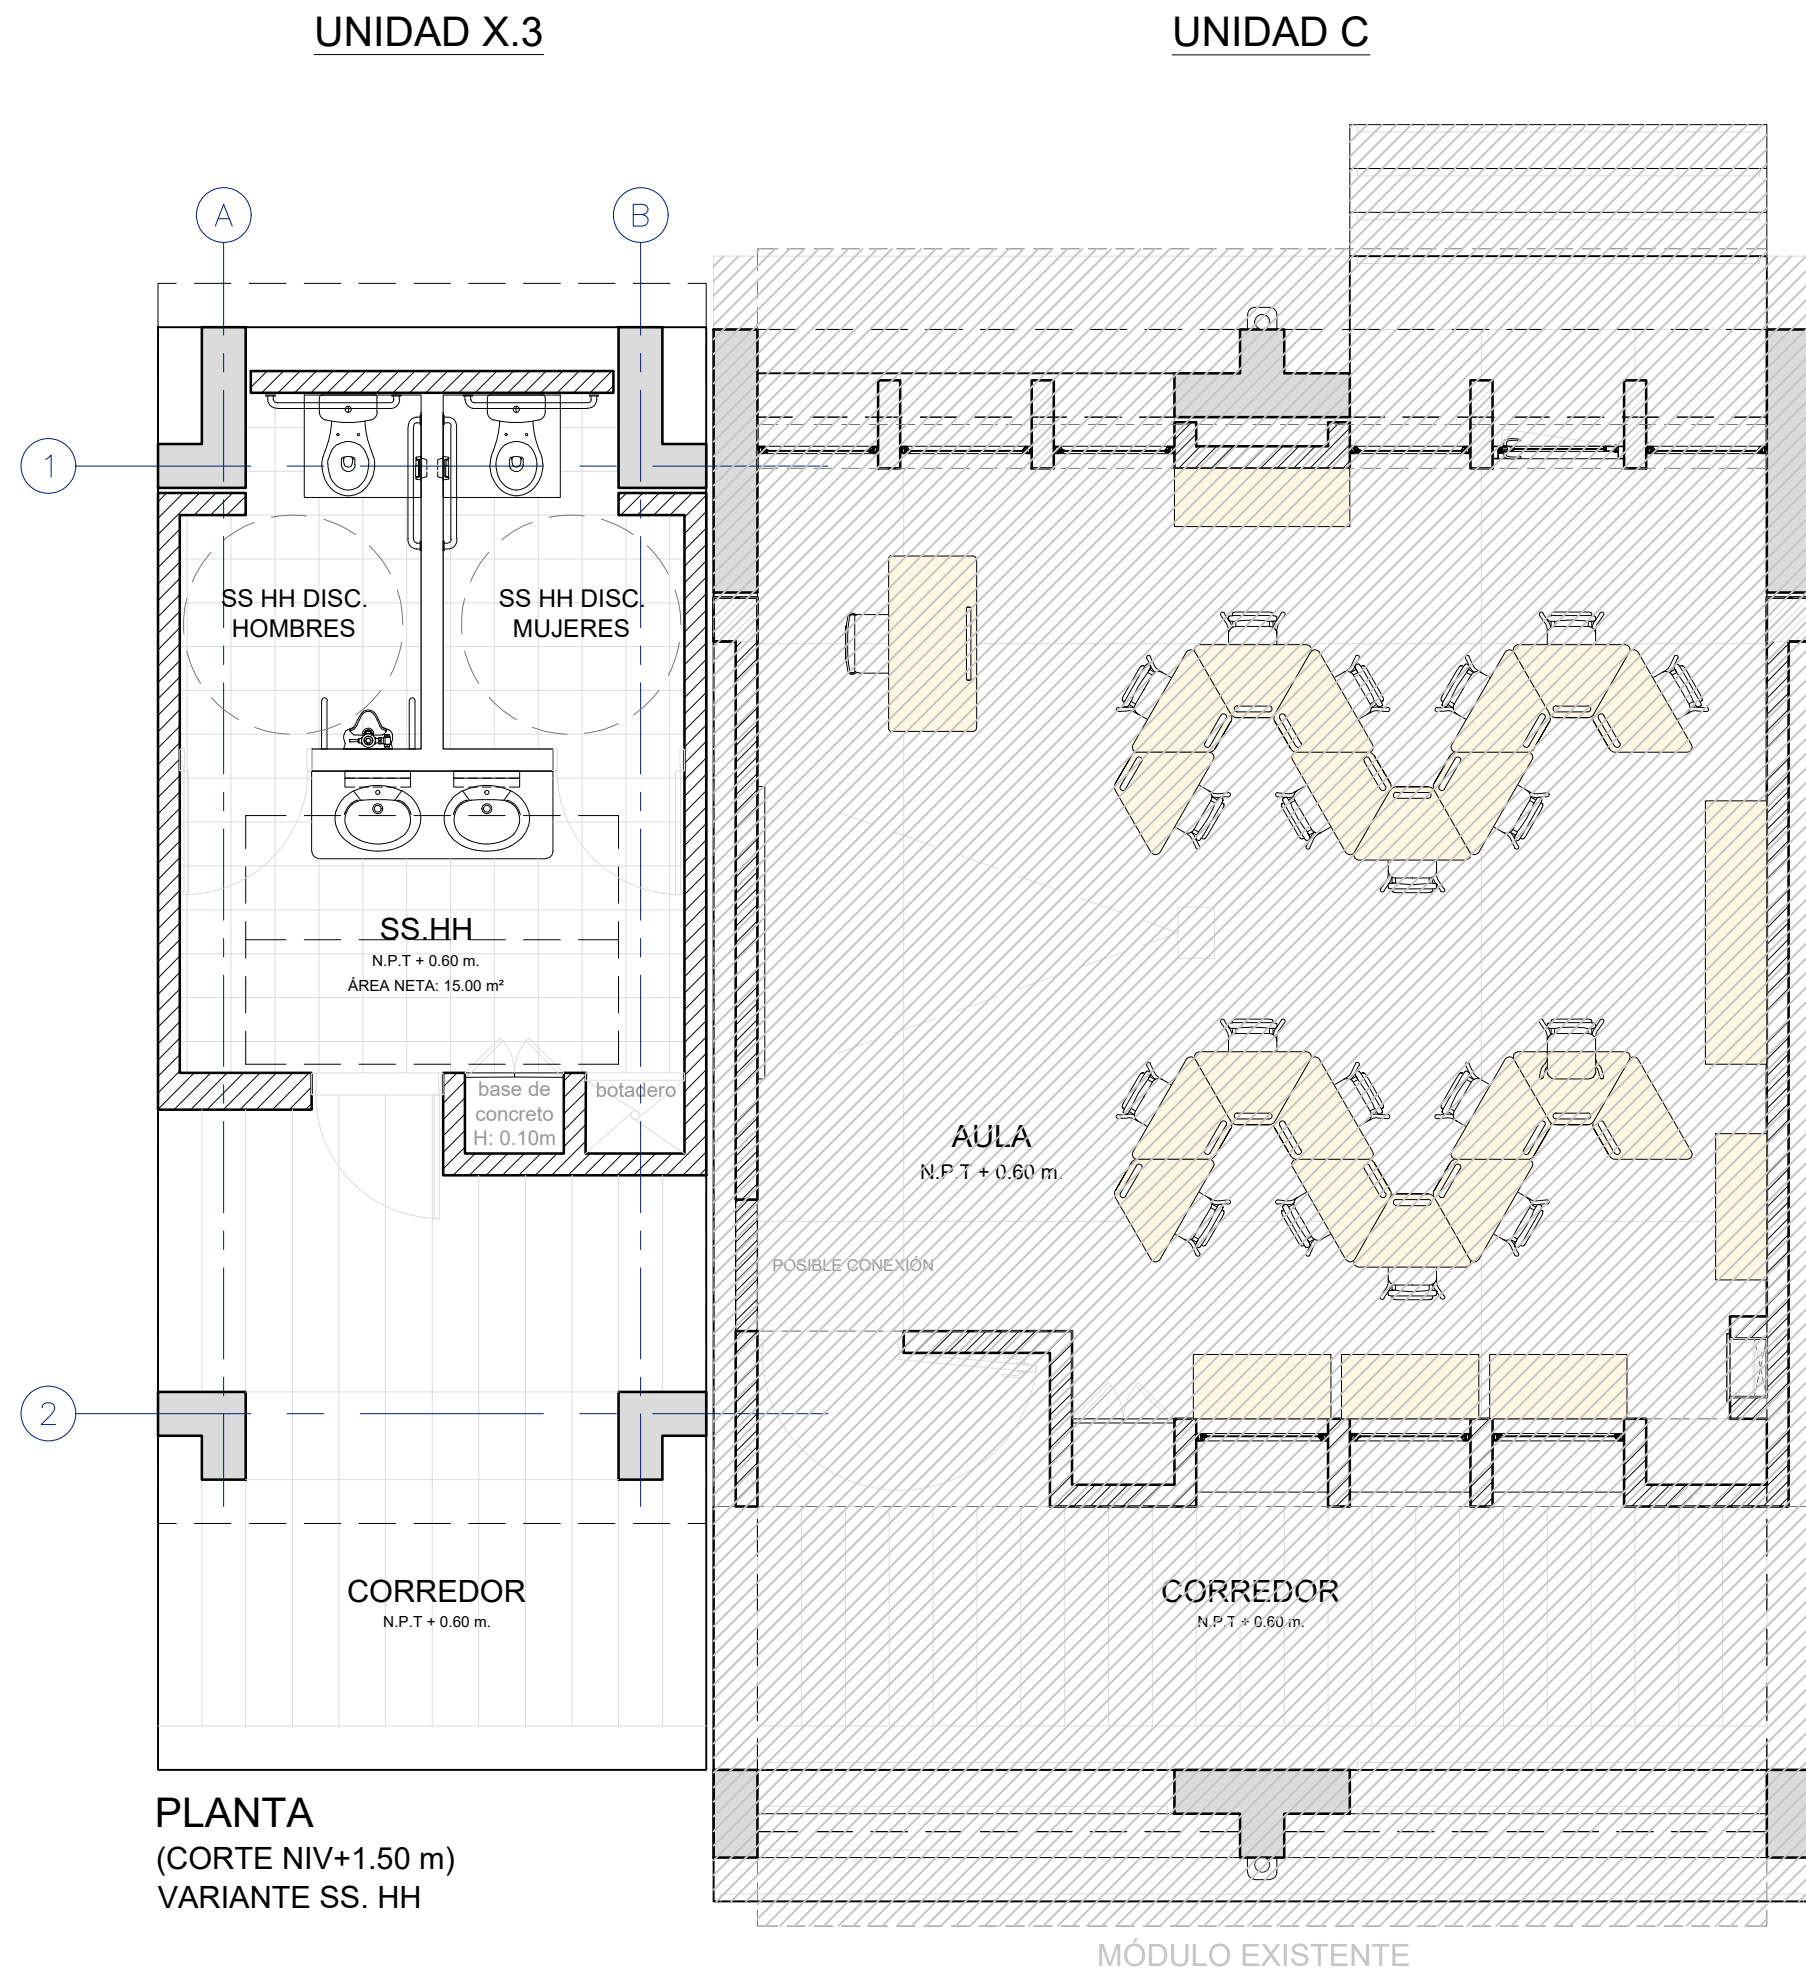 UNIDAD X.3
UNIDAD C
A
B
1
SS HH DISC.
HOMBRES
SS HH DISC.
MUJERES
SS.HH
N.P.T + 0.60 m.
ÁREA NETA: 15.00 m²
base de
concreto
H: 0.10m
botadero
AULA
N.P.T + 0.60 m.
POSIBLE CONEXIÓN
2
CORREDOR
N.P.T + 0.60 m.
CORREDOR
N.P.T + 0.60 m.
PLANTA
(CORTE NIV+1.50 m)
VARIANTE SS. HH
MÓDULO EXISTENTE